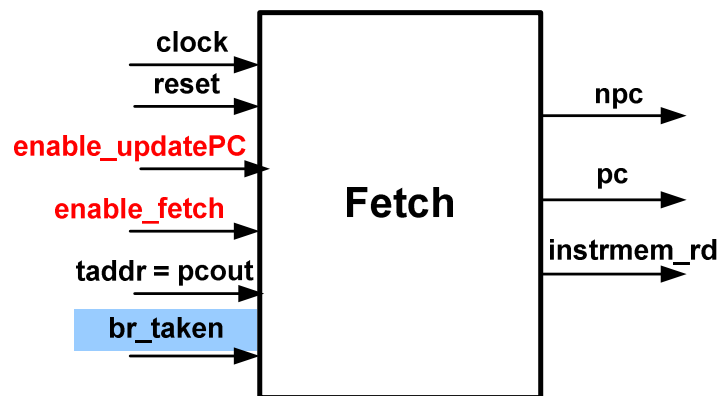 clock
reset
enable_updatePC
enable_fetch
taddr = pcout
br_taken
Fetch
npc
pc
instrmem_rd